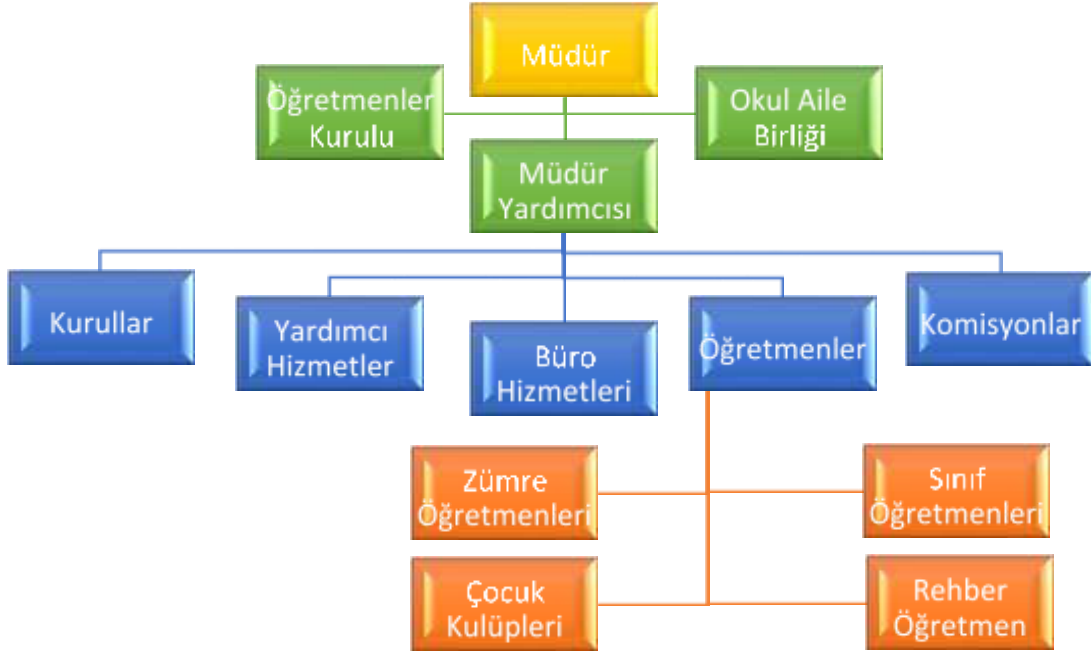 Müdür
Öğretmenler
Kurulu
Okul Aile
Birliği
Müdür
Yardımcısı
Kurullar
Yardımcı
Hizmetler
Büro
Hizmetleri
Öğretmenler
Komisyonlar
Zümre
Öğretmenleri
Sınıf
Öğretmenleri
Çocuk
Kulüpleri
Rehber
Öğretmen